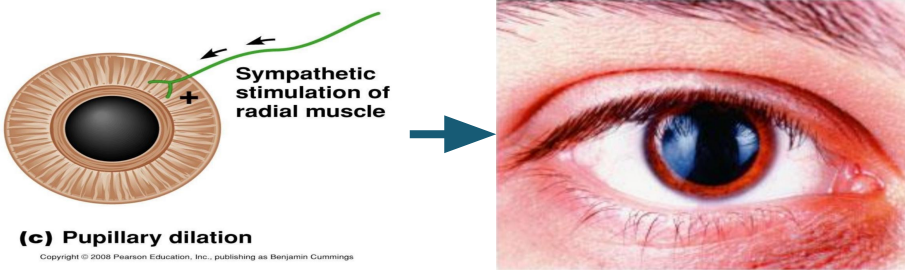 +
Sympathetic
stimulation of
radial muscle
(c) Pupillary dilation
Copyright © 2008 Pearson Education, Inc., publishing as Benjamin Cummings